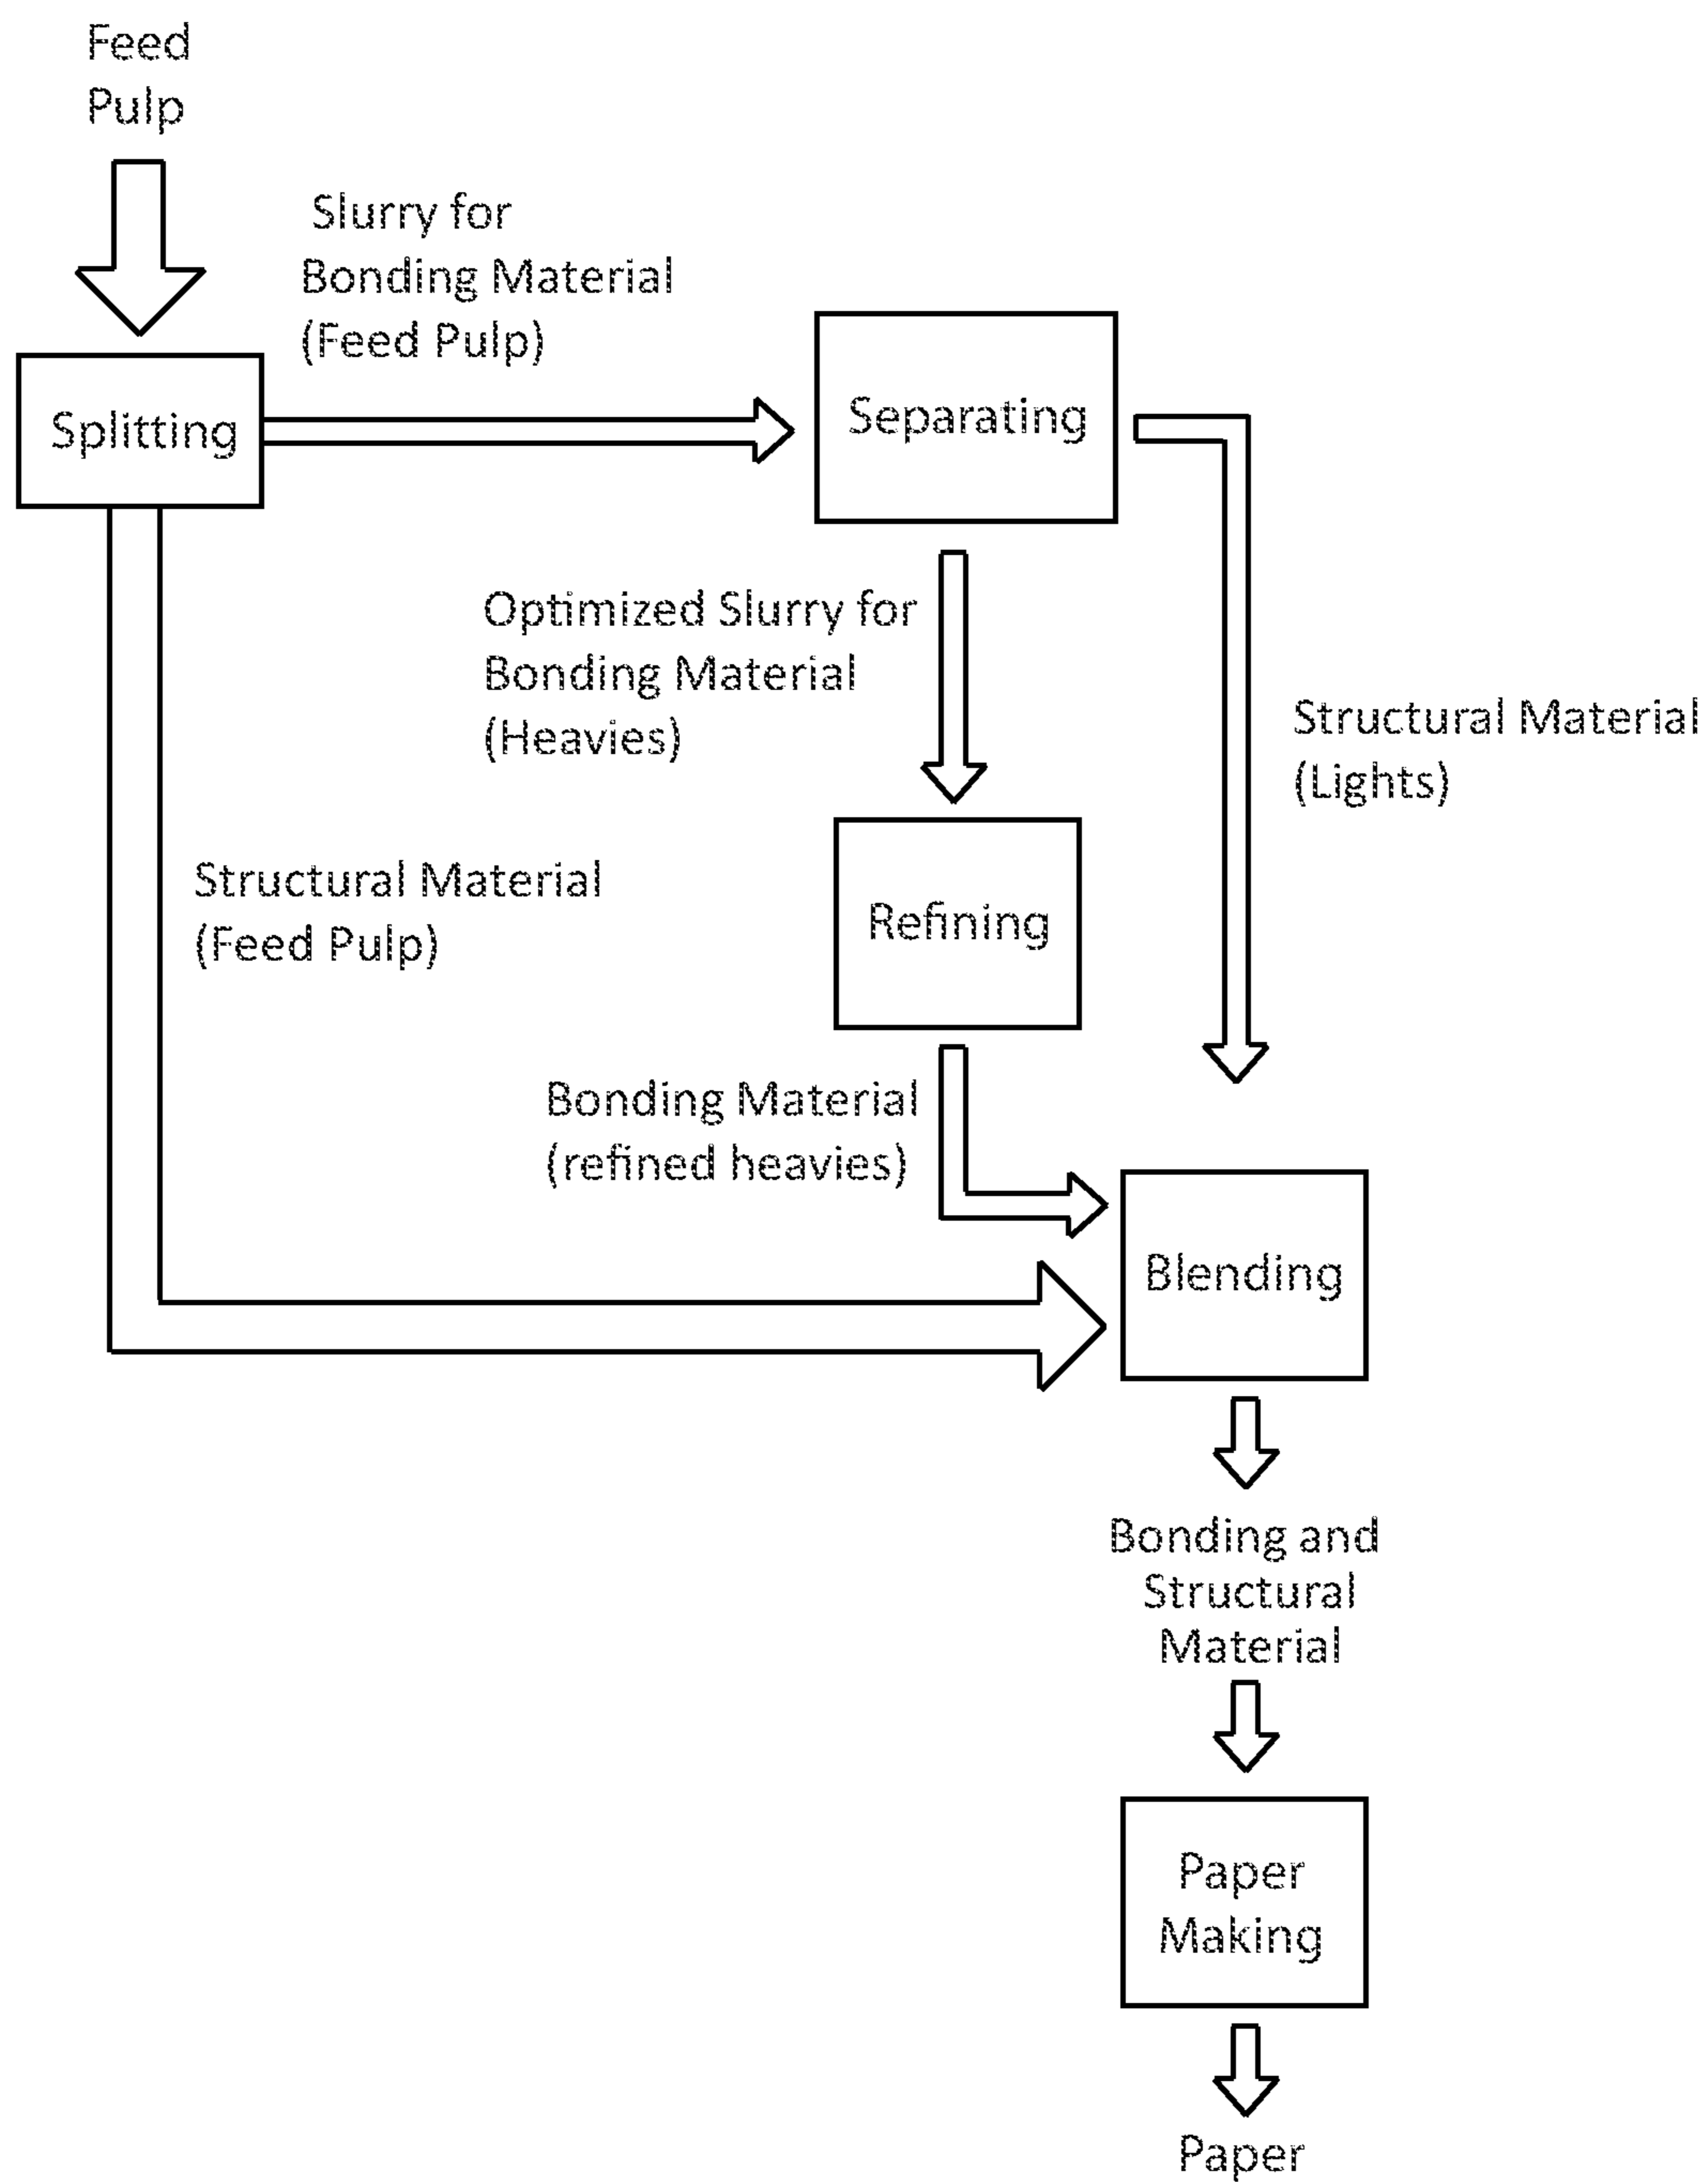 Feed
Pulp
Slurry for
Bonding Material
(Feed Pulp)
Splitting
Separating
Optimized Slurry for
Bonding Material
(Heavies)
Structural Material
(Lights)
Structural Material
(Feed Pulp)
Refining
Bonding Material
(refined heavies)
Blending
Bonding and
Structural
Material
Paper
Making
Paper